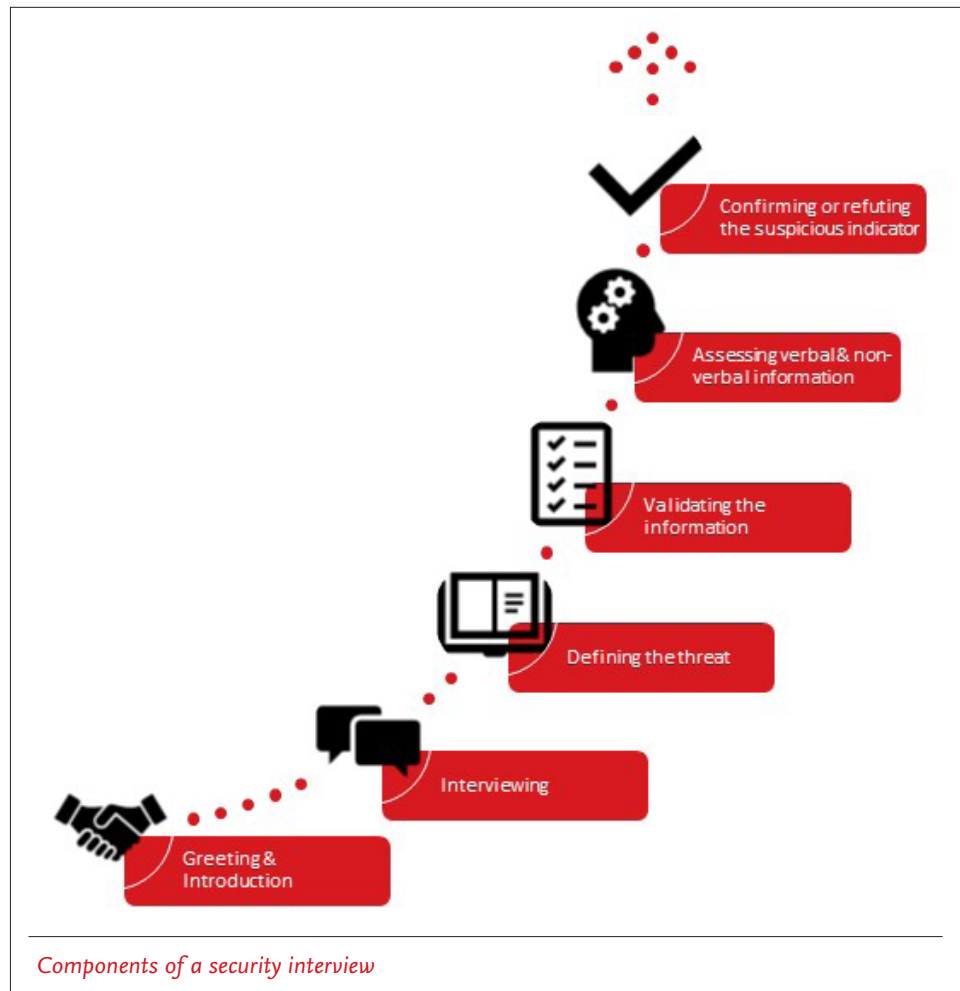 Confirming or refuting
the suspicious indicator
Assessing verbal & non-
verbal information
Validating the
information
Defining the threat
Interviewing
Greeting &
Introduction
Components of a security interview